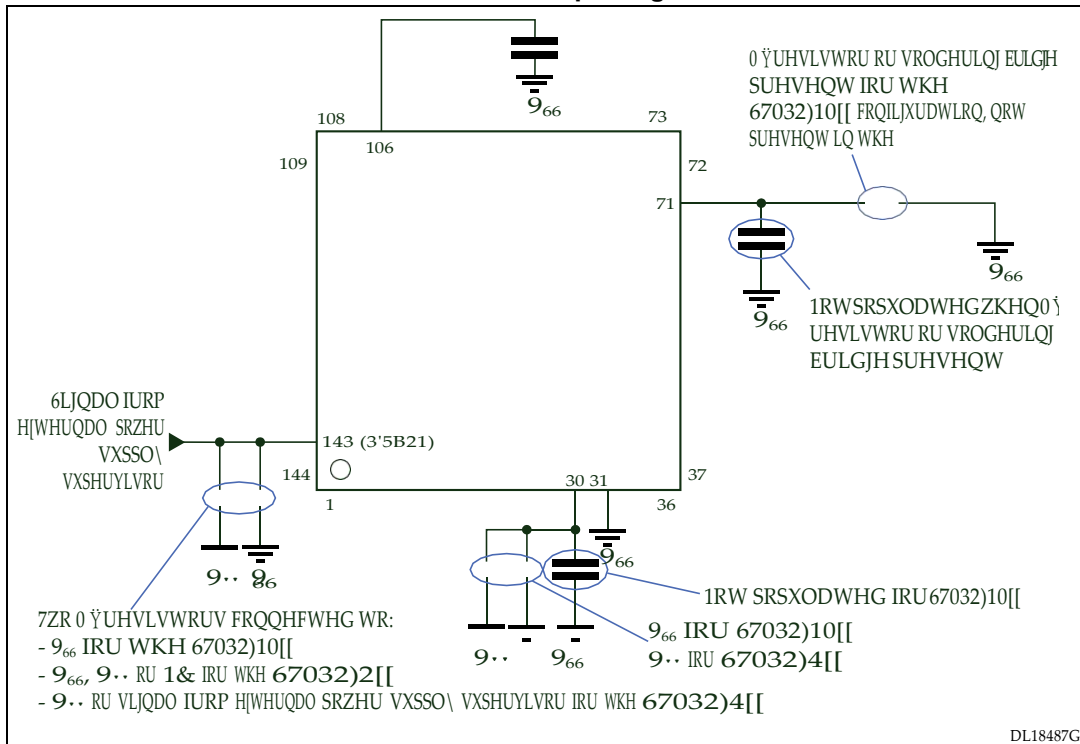 9₆₆
0 ŸUHVLVWRU RU VROGHULQJ EULGJH
SUHVHQW IRU WKH
67032)10[[ FRQILJXUDWLRQ, QRW
SUHVHQW LQ WKH
108
73
106
109
72
71
9₆₆
9₆₆
1RWSRSXODWHGZKHQ0 Ÿ
UHVLVWRU RU VROGHULQJ
EULGJH SUHVHQW
6LJQDO IURP
H[WHUQDO SRZHU
VXSSO\
VXSHUYLVRU
143 (3'5B21)
144
1
30 31
37
36
9₆₆
9·· 9₆₆
9··
9₆₆
1RW SRSXODWHG IRU67032)10[[
9₆₆ IRU 67032)10[[
9·· IRU 67032)4[[
7ZR 0 ŸUHVLVWRUV FRQQHFWHG WR:
- 9₆₆ IRU WKH 67032)10[[
- 9₆₆, 9·· RU 1& IRU WKH 67032)2[[
- 9·· RU VLJQDO IURP H[WHUQDO SRZHU VXSSO\ VXSHUYLVRU IRU WKH 67032)4[[
DL18487G